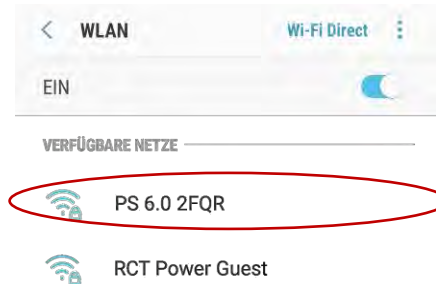 < WLAN Wi-Fi Direct
EIN
VERFÜGBARE NETZE
PS 6.0 2FQR
RCT Power Guest